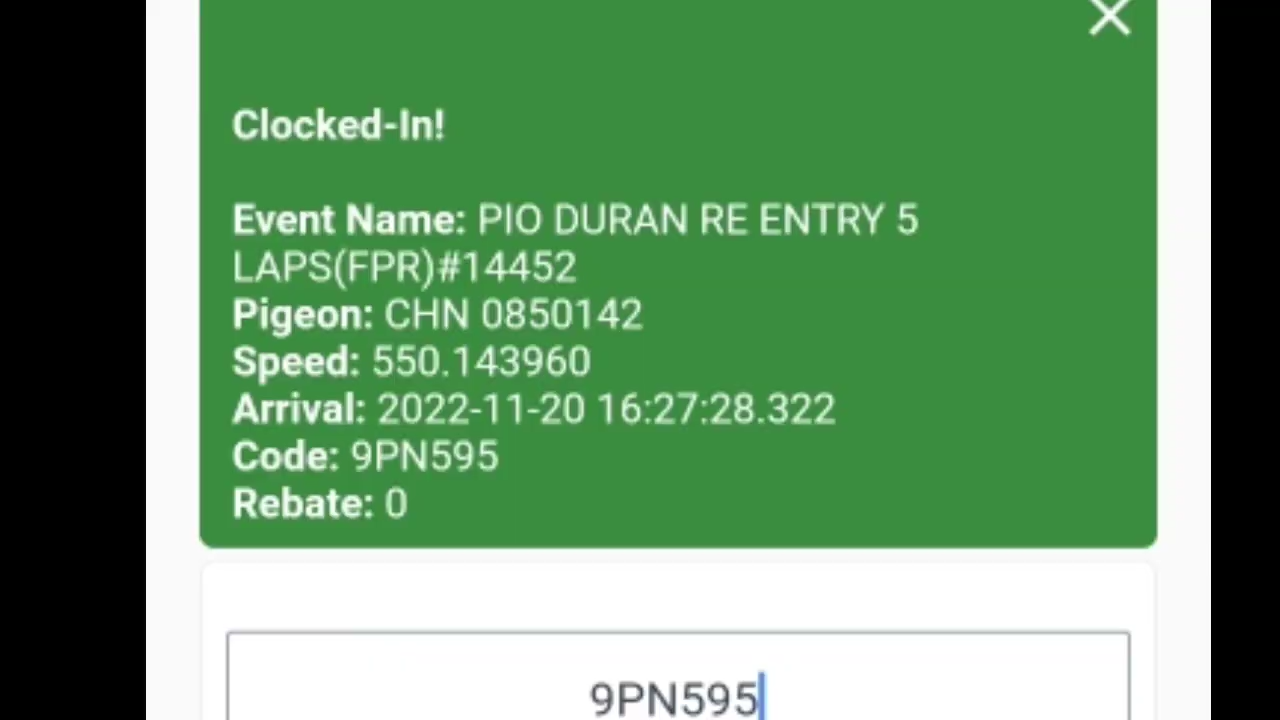 Clocked-In!
Event Name: PIO DURAN RE ENTRY 5
LAPS(FPR)#14452
Pigeon: CHN 0850142
Speed: 550.143960
Arrival: 2022-11-20 16:27:28.322
Code: 9PN595
Rebate: 0
9PN595